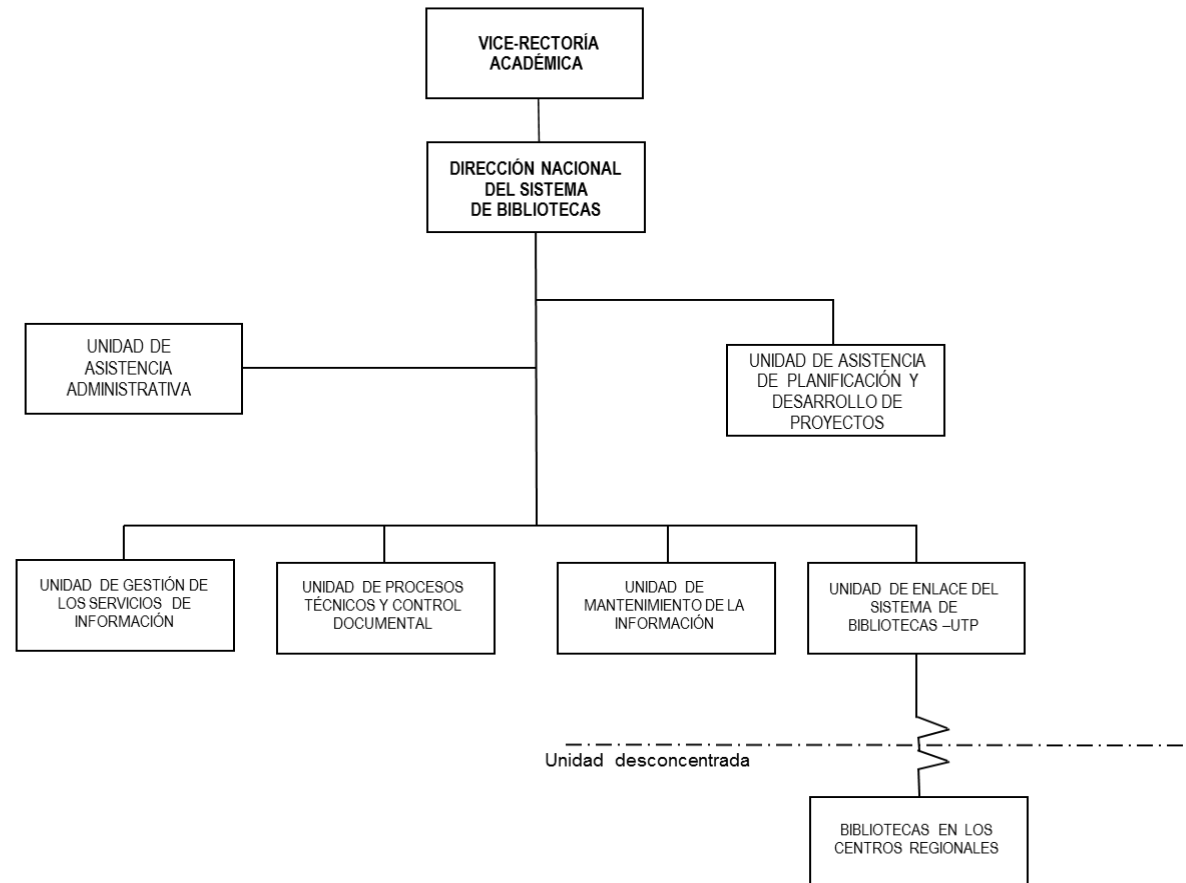 VICE-RECTORÍA
ACADÉMICA
DIRECCIÓN NACIONAL
DEL SISTEMA
DE BIBLIOTECAS
UNIDAD DE
ASISTENCIA
ADMINISTRATIVA
UNIDAD DE ASISTENCIA
DE PLANIFICACIÓN Y
DESARROLLO DE
PROYECTOS
UNIDAD DE GESTIÓN DE
LOS SERVICIOS DE
INFORMACIÓN
UNIDAD DE PROCESOS
TÉCNICOS Y CONTROL
DOCUMENTAL
UNIDAD DE
MANTENIMIENTO DE LA
INFORMACIÓN
UNIDAD DE ENLACE DEL
SISTEMA DE
BIBLIOTECAS –UTP
Unidad desconcentrada
BIBLIOTECAS EN LOS
CENTROS REGIONALES